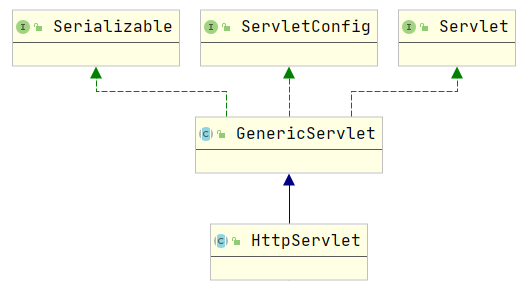 I Serializable
I ServletConfig
I Servlet
C GenericServlet
C HttpServlet